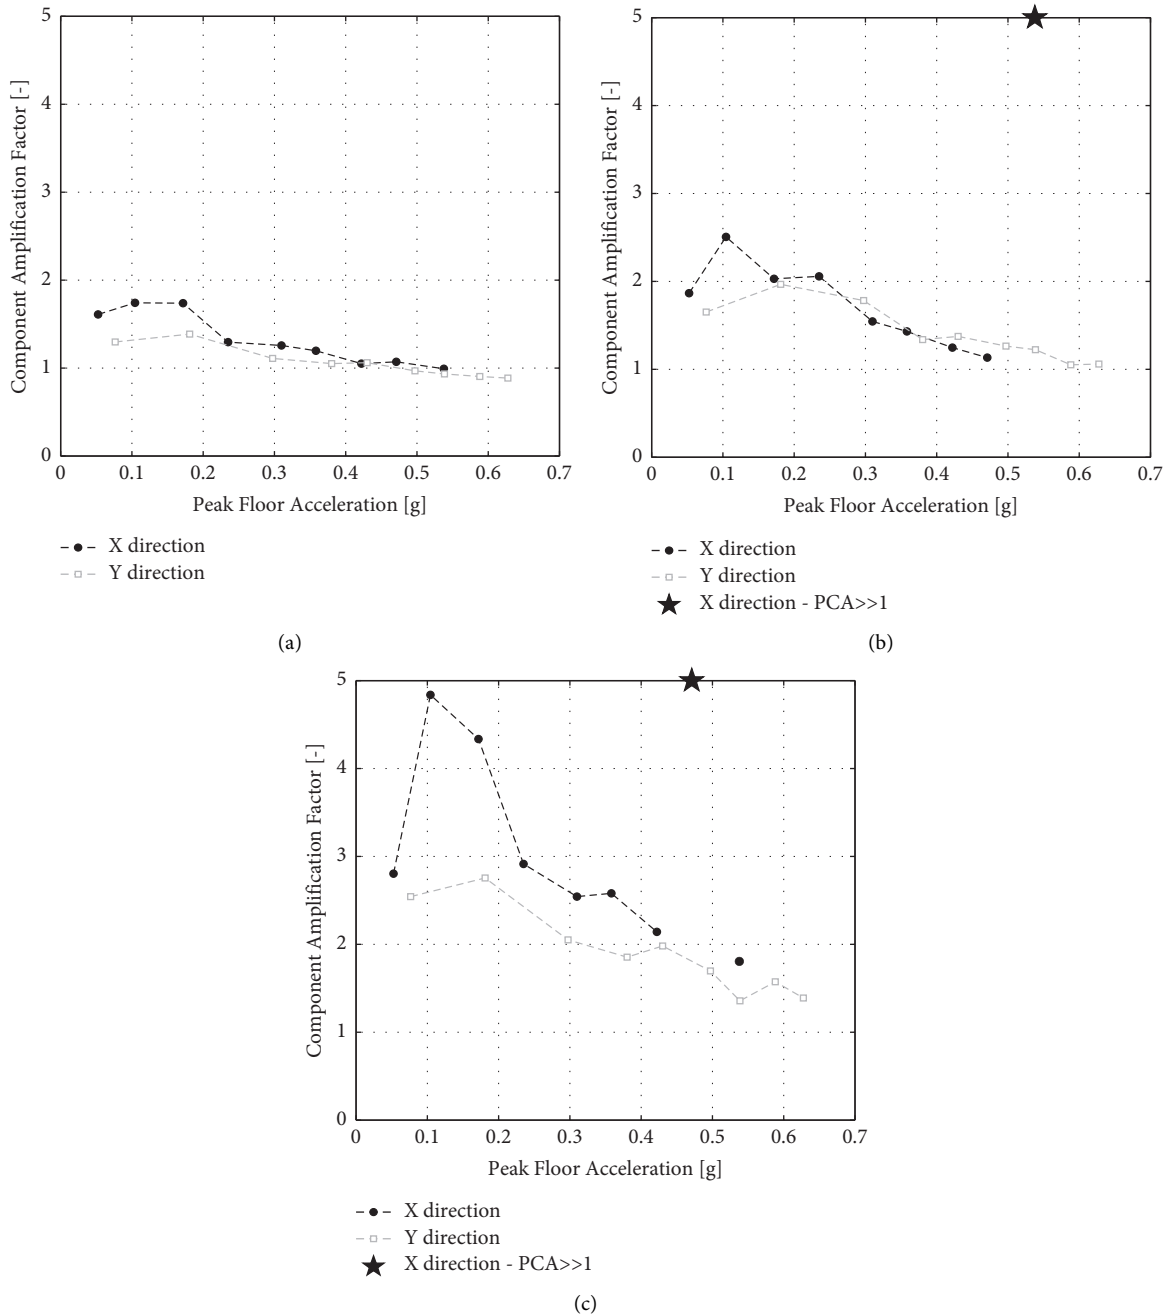 Component Amplification Factor [-]
5
4
3
2
1
0
0 0.1 0.2 0.3 0.4 0.5 0.6 0.7
Peak Floor Acceleration [g]
X direction
Y direction
(a)
Component Amplification Factor [-]
5
4
3
2
1
0
0 0.1 0.2 0.3 0.4 0.5 0.6 0.7
Peak Floor Acceleration [g]
X direction
Y direction
X direction - PCA>>1
(b)
Component Amplification Factor [-]
5
4
3
2
1
0
0 0.1 0.2 0.3 0.4 0.5 0.6 0.7
Peak Floor Acceleration [g]
X direction
Y direction
X direction - PCA>>1
(c)